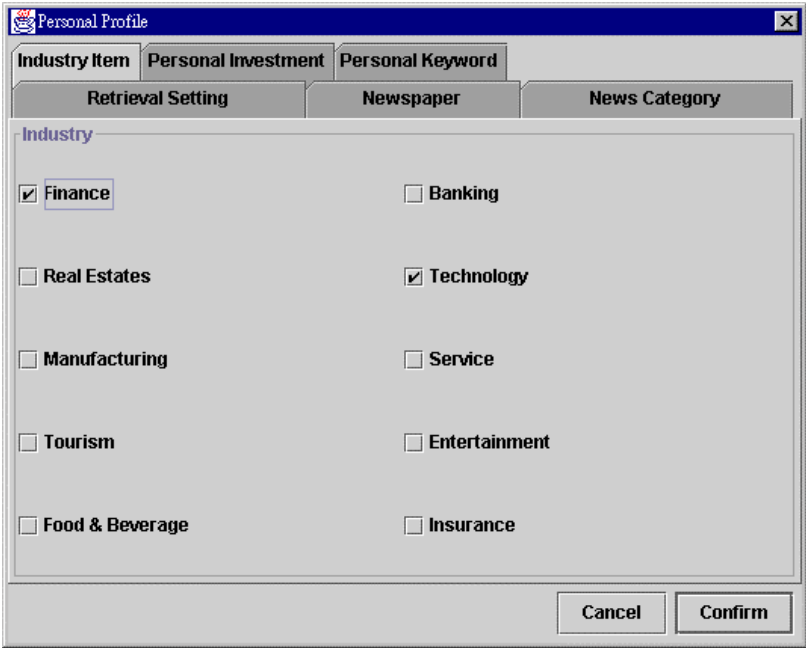 Personal Profile
Industry Item Personal Investment Personal Keyword
Retrieval Setting Newspaper News Category
Industry
Finance Banking
Real Estates Technology
Manufacturing Service
Tourism Entertainment
Food & Beverage Insurance
Cancel Confirm